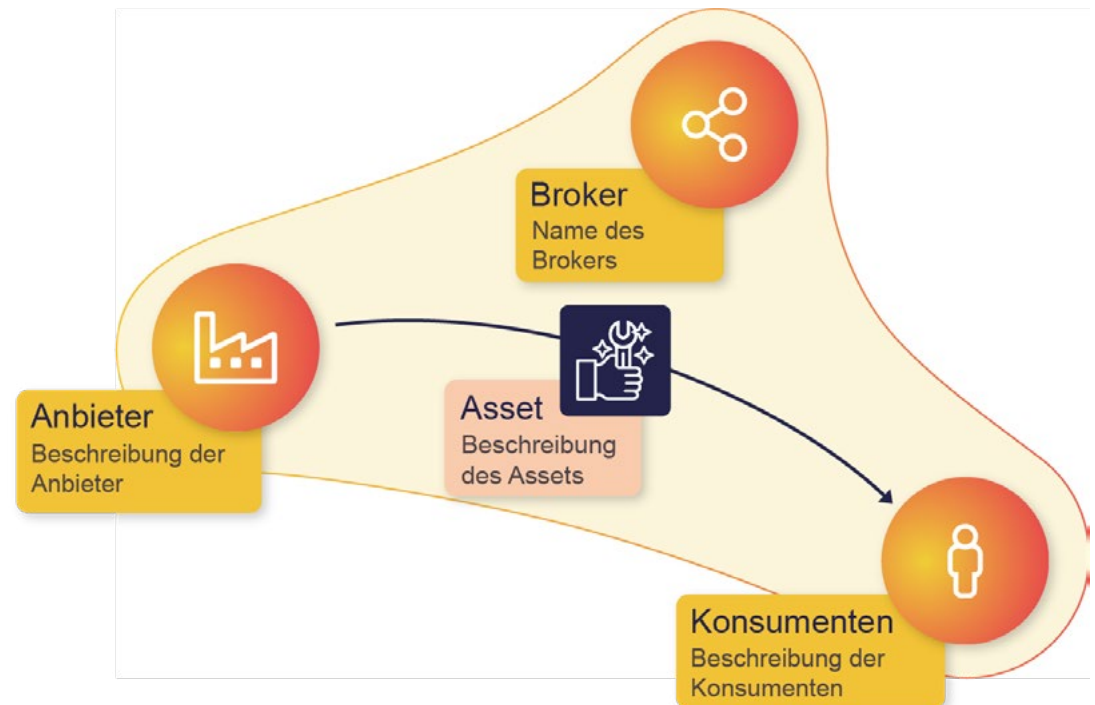 Broker
Name des
Brokers
Anbieter
Beschreibung der
Anbieter
Asset
Beschreibung
des Assets
Konsumenten
Beschreibung der
Konsumenten